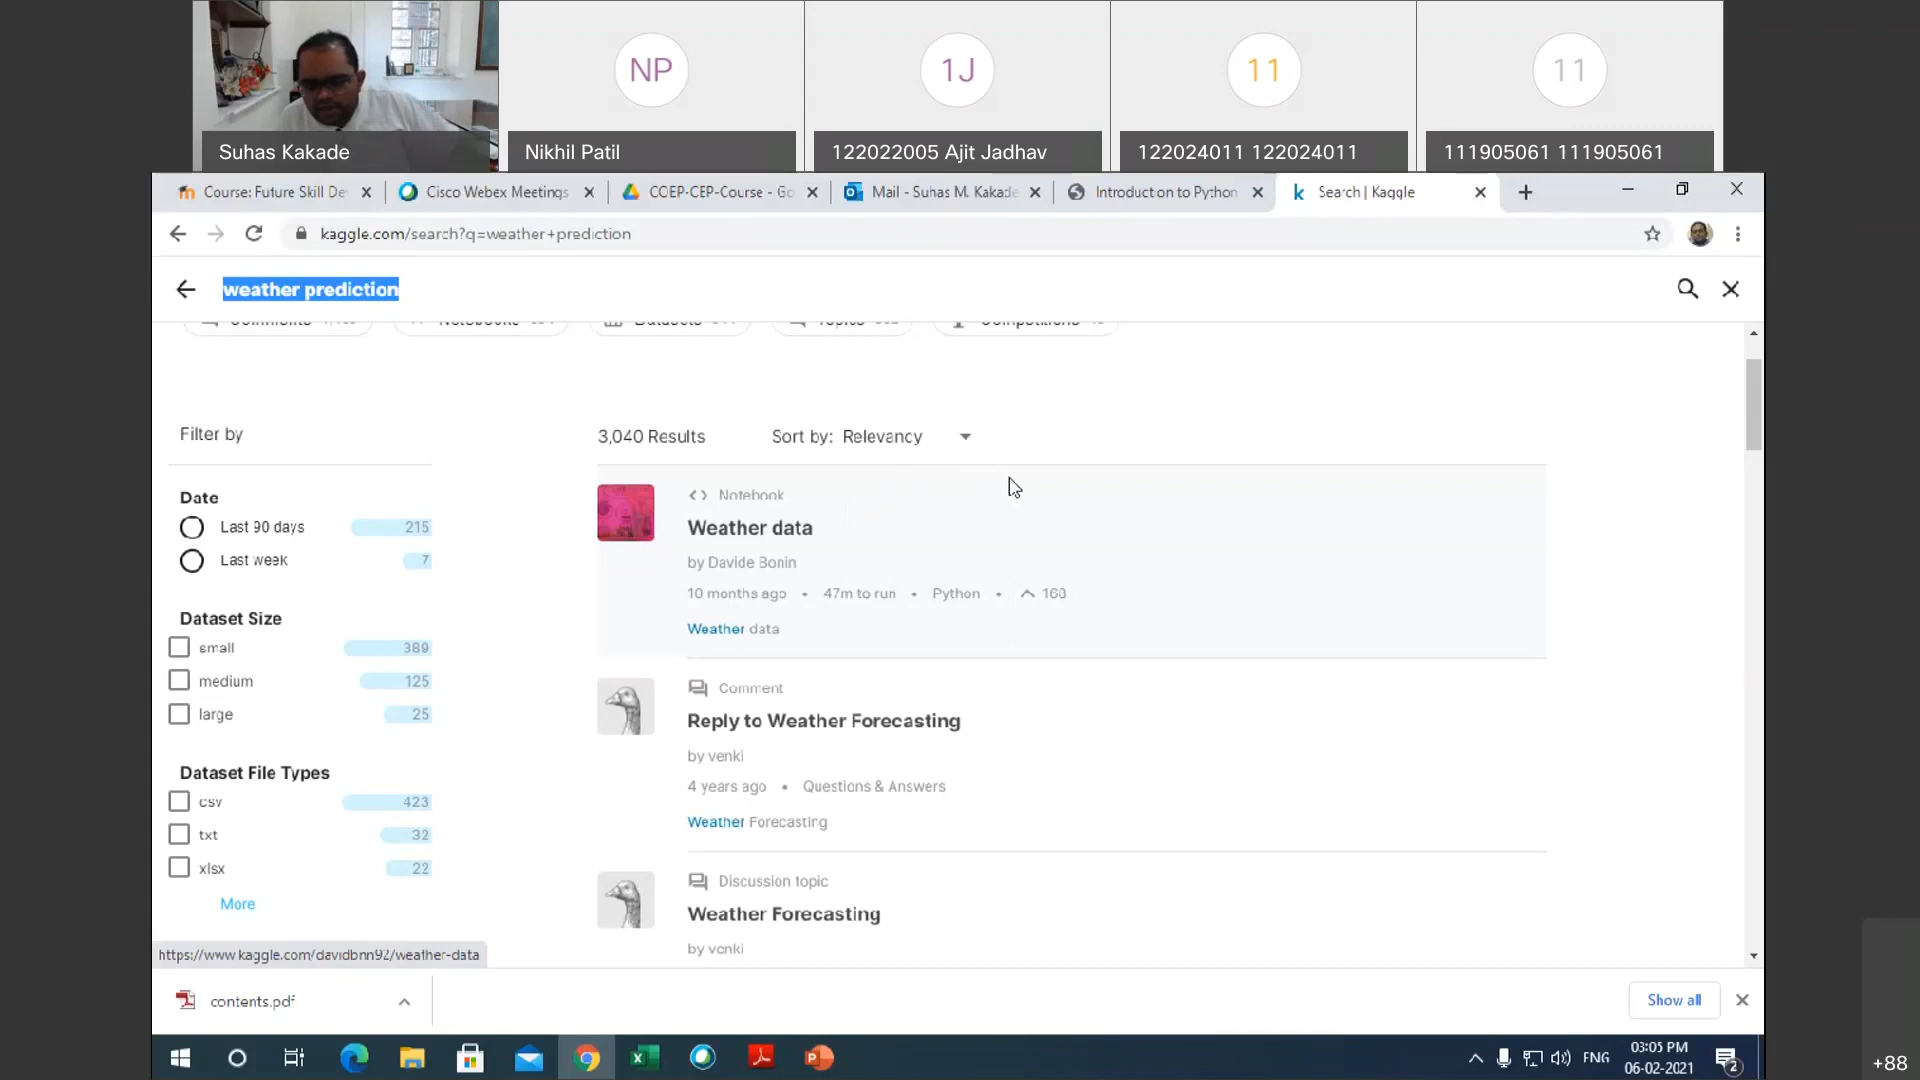 NP
1J
11
11
Suhas Kakade
Nikhil Patil
122022005 Ajit Jadhav
122024011 122024011
111905061 111905061
Course: Future Skill De
Cisco Webex Meetings
COEP-CEP-Course - Go
Mail - Suhas M. Kakade
Introduction to Python
k Search | Kaggle
kaggle.com/search?q=weather+prediction
weather prediction
Comments
Notebooks
Datasets
Topics
Competitions
Filter by
3,040 Results
Sort by: Relevancy
Date
Last 90 days 215
Last week 7
Dataset Size
small 389
medium 125
large 25
Dataset File Types
csv 423
txt 32
xlsx 22
More
<> Notebook
Weather data
by Davide Bonin
10 months ago • 47m to run • Python • 160
Weather data
Comment
Reply to Weather Forecasting
by venki
4 years ago • Questions & Answers
Weather Forecasting
Discussion topic
Weather Forecasting
by venki
https://www.kaggle.com/davidbnn92/weather-data
contents.pdf
Show all
ENG
03:05 PM
06-02-2021
2
+88